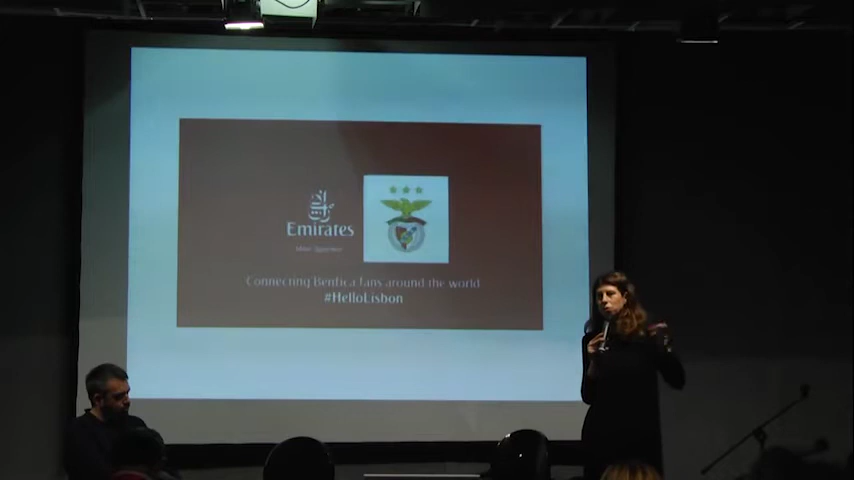 Emirates
Connecting Benfica fans around the world
#HelloLisbon